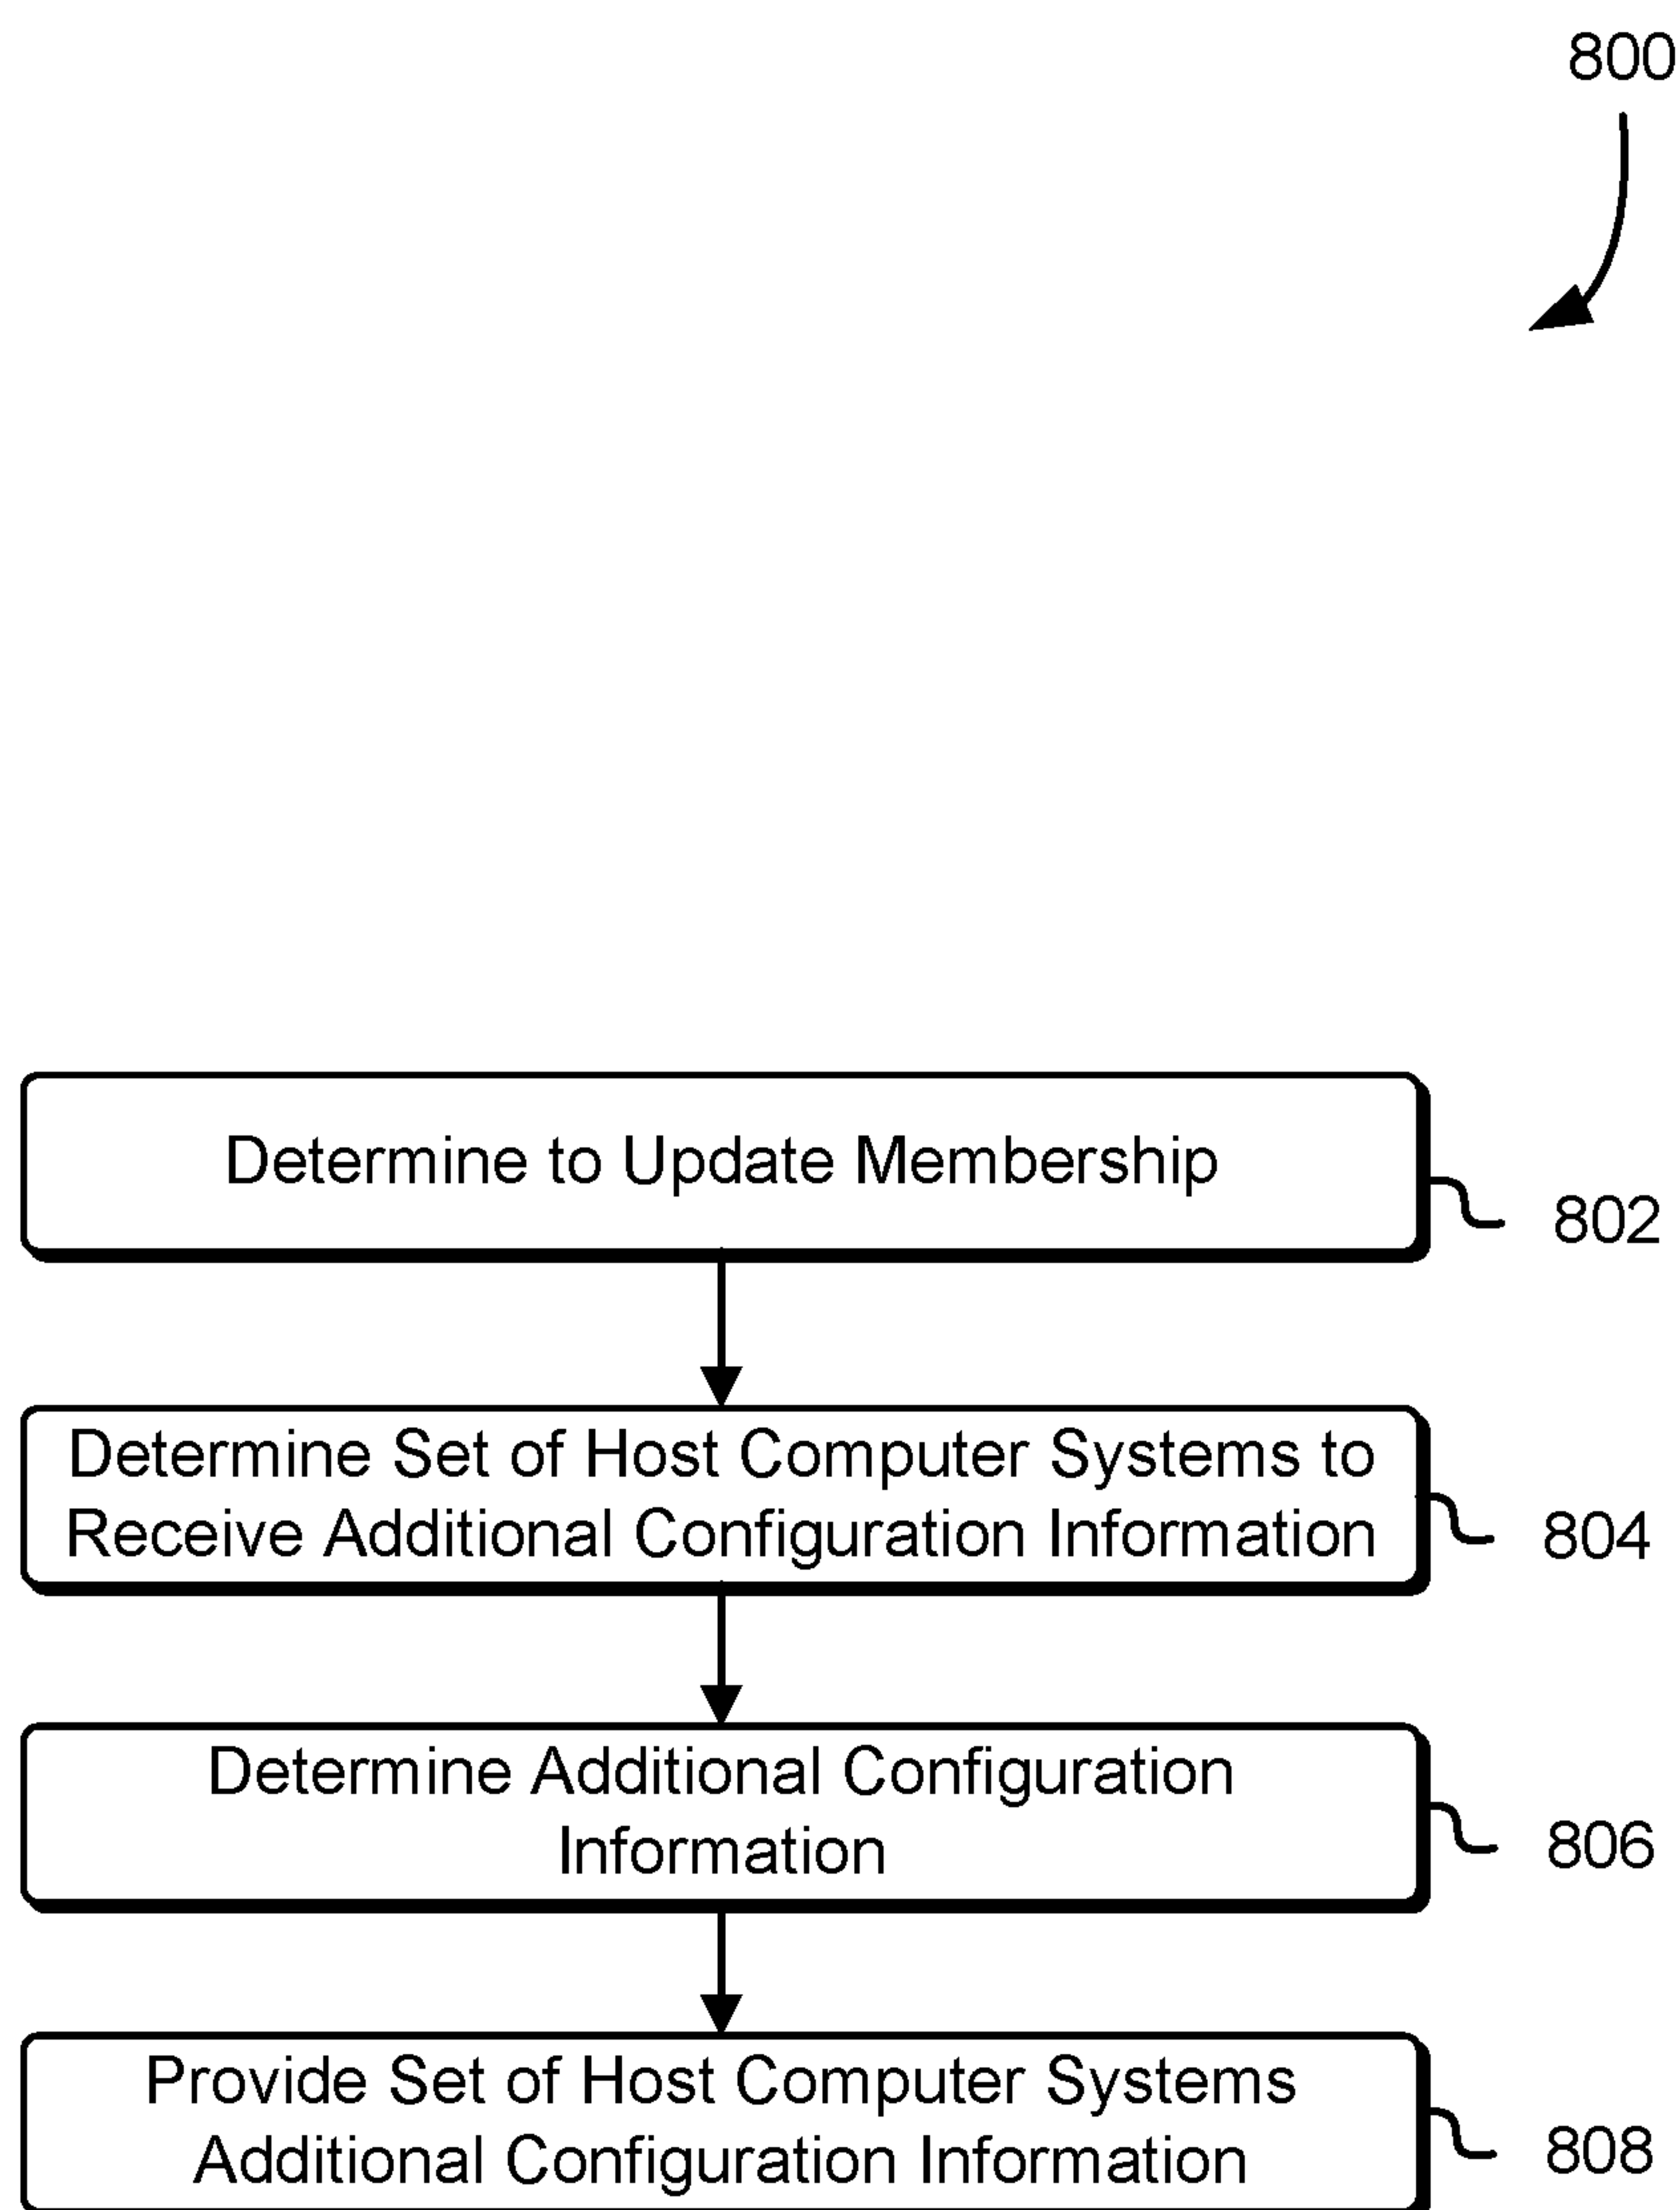 800
Determine to Update Membership
802
Determine Set of Host Computer Systems to
Receive Additional Configuration Information
804
Determine Additional Configuration
Information
806
Provide Set of Host Computer Systems
Additional Configuration Information
808